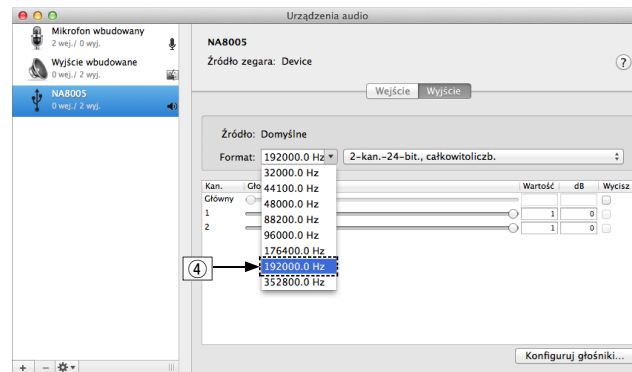 Urządzenia audio
Mikrofon wbudowany
2 wej./ 0 wyj.
Wyjście wbudowane
0 wej./ 2 wyj.
NA8005
0 wej./ 2 wyj.
NA8005
Źródło zegara: Device
?
Wejście Wyjście
Źródło: Domyślne
Format: 192000.0 Hz 2-kan.-24-bit., całkowitoliczb.
32000.0 Hz
44100.0 Hz
48000.0 Hz
88200.0 Hz
96000.0 Hz
176400.0 Hz
④ 192000.0 Hz
352800.0 Hz
Kan. Gło Wartość dB Wycisz
Główny
1 1 0
2 1 0
Konfiguruj głośniki...